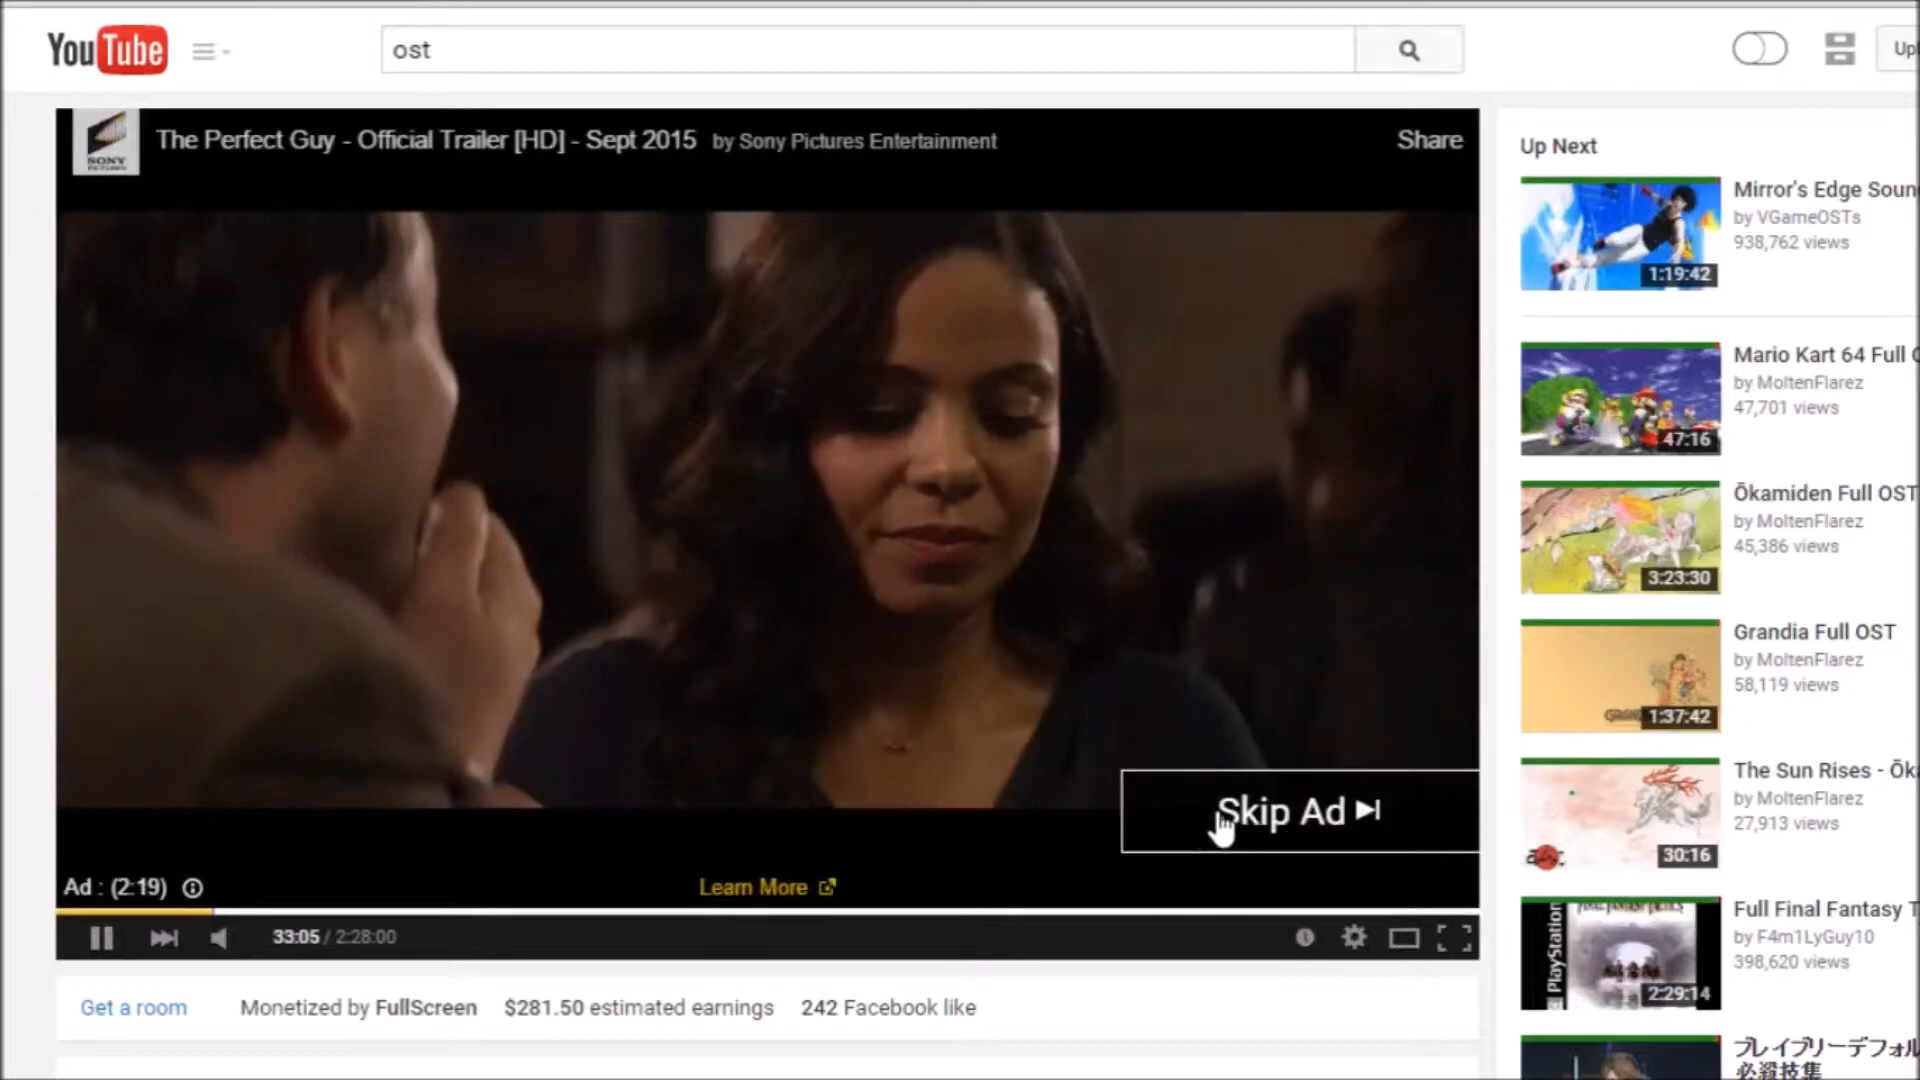 YouTube
ost
Up
SONY
PICTURES
The Perfect Guy - Official Trailer [HD] - Sept 2015 by Sony Pictures Entertainment
Share
Skip Ad
Ad : (2:19)
Learn More
33:05 / 2:28:00
Get a room Monetized by FullScreen $281.50 estimated earnings 242 Facebook like
Up Next
Mirror's Edge Soun
by VGameOSTs
938,762 views
1:19:42
Mario Kart 64 Full
by MoltenFlarez
47,701 views
47:16
Ōkamiden Full OST
by MoltenFlarez
45,386 views
3:23:30
Grandia Full OST
by MoltenFlarez
58,119 views
1:37:42
The Sun Rises - Ōk
by MoltenFlarez
27,913 views
30:16
Full Final Fantasy T
by F4m1LyGuy10
398,620 views
PlayStation
2:29:14
ブレイブリーデフォル
必殺技集